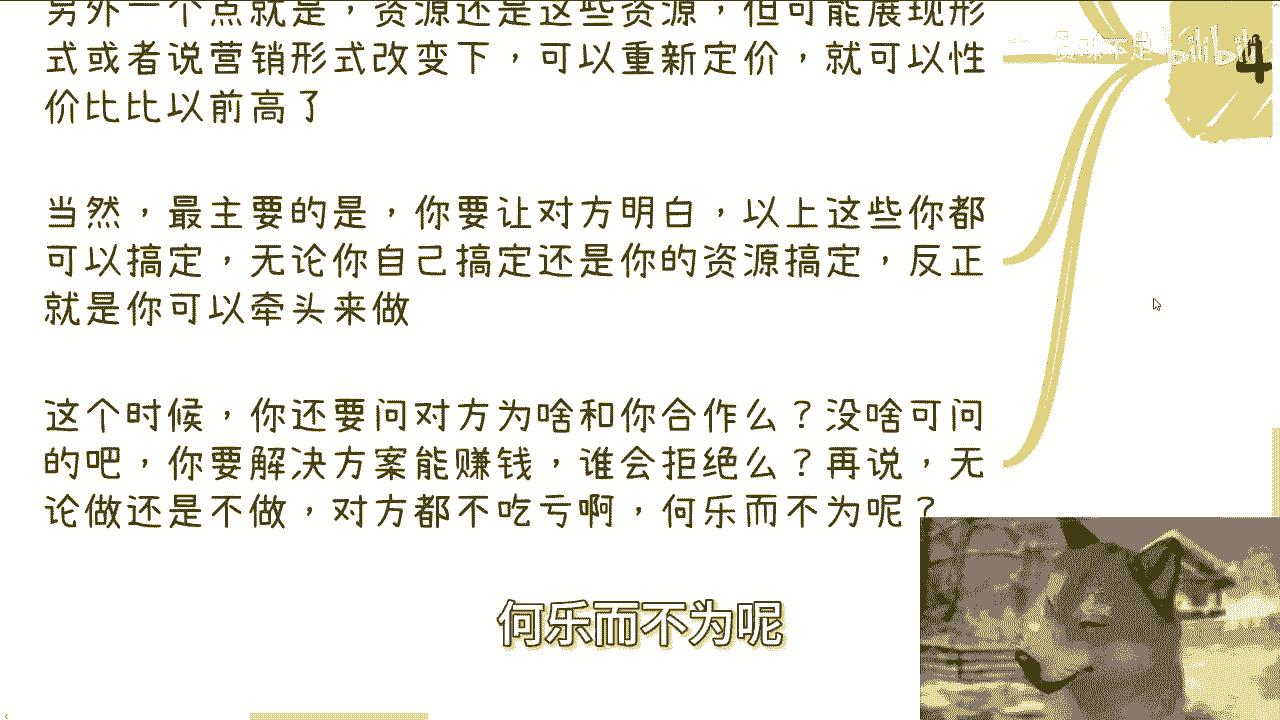 另外一个点就是，资源还是这些资源，但可能展现形
式或者说营销形式改变下，可以重新定价，就可以性
价比比以前高了
当然，最主要的是，你要让对方明白，以上这些你都
可以搞定，无论你自己搞定还是你的资源搞定，反正
就是你可以牵头来做
这个时候，你还要问对方为啥和你合作么？没啥可问
的吧，你要解决方案能赚钱，谁会拒绝么？再说，无
论做还是不做，对方都不吃亏啊，何乐而不为呢？
4
bilibili
何乐而不为呢